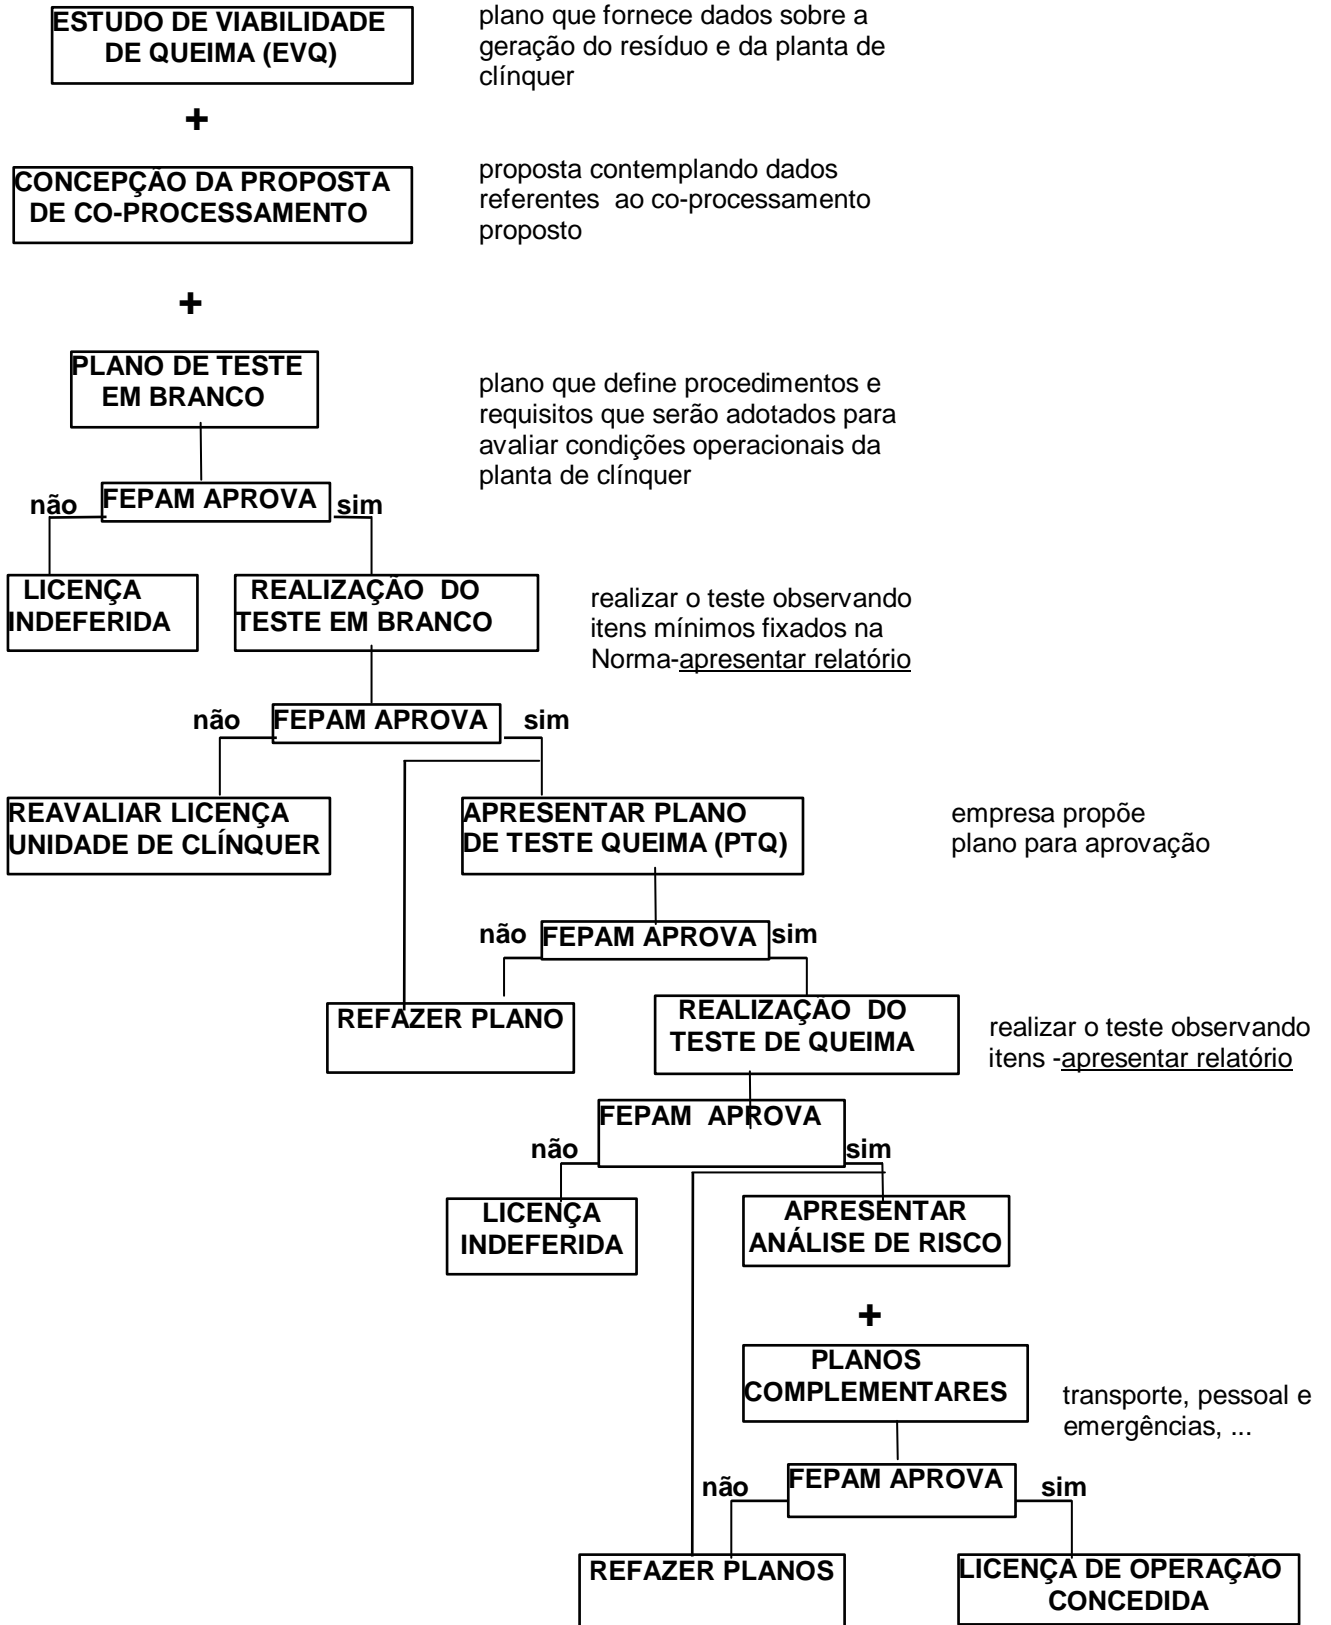 ESTUDO DE VIABILIDADE
DE QUEIMA (EVQ)
plano que fornece dados sobre a
geração do resíduo e da planta de
clínquer
+
CONCEPÇÃO DA PROPOSTA
DE CO-PROCESSAMENTO
proposta contemplando dados
referentes ao co-processamento
proposto
+
PLANO DE TESTE
EM BRANCO
plano que define procedimentos e
requisitos que serão adotados para
avaliar condições operacionais da
planta de clínquer
não FEPAM APROVA sim
LICENÇA
INDEFERIDA
REALIZAÇÃO DO
TESTE EM BRANCO
realizar o teste observando
itens mínimos fixados na
Norma-apresentar relatório
não FEPAM APROVA sim
REAVALIAR LICENÇA
UNIDADE DE CLÍNQUER
APRESENTAR PLANO
DE TESTE QUEIMA (PTQ)
empresa propõe
plano para aprovação
não FEPAM APROVA sim
REFAZER PLANO
REALIZAÇÃO DO
TESTE DE QUEIMA
realizar o teste observando
itens -apresentar relatório
FEPAM APROVA
não sim
LICENÇA
INDEFERIDA
APRESENTAR
ANÁLISE DE RISCO
+
PLANOS
COMPLEMENTARES
transporte, pessoal e
emergências, ...
não FEPAM APROVA sim
REFAZER PLANOS
LICENÇA DE OPERAÇÃO
CONCEDIDA